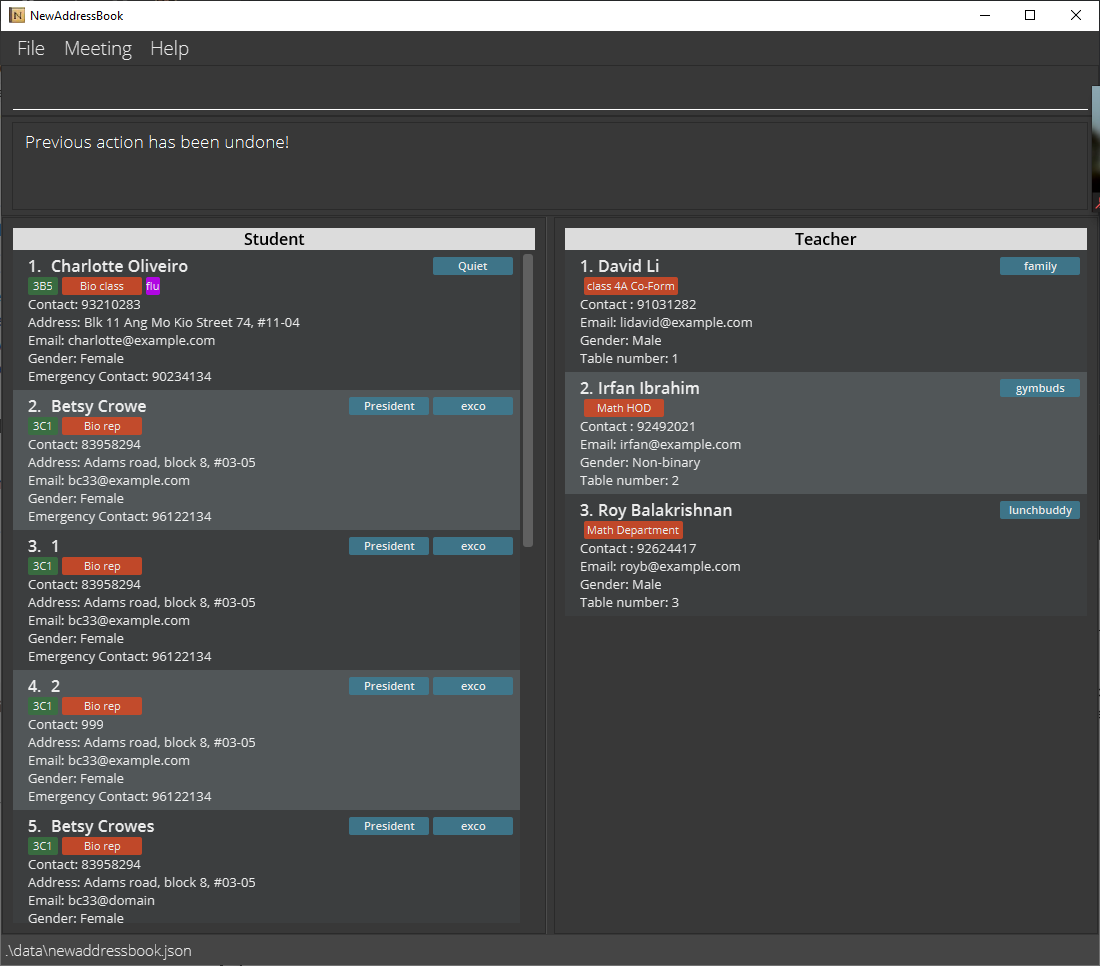 NewAddressBook
File Meeting Help
Previous action has been undone!
Student
1. Charlotte Oliveiro Quiet
3B5 Bio class flu
Contact: 93210283
Address: Blk 11 Ang Mo Kio Street 74, #11-04
Email: charlotte@example.com
Gender: Female
Emergency Contact: 90234134
2. Betsy Crowe President exco
3C1 Bio rep
Contact: 83958294
Address: Adams road, block 8, #03-05
Email: bc33@example.com
Gender: Female
Emergency Contact: 96122134
3. 1 President exco
3C1 Bio rep
Contact: 83958294
Address: Adams road, block 8, #03-05
Email: bc33@example.com
Gender: Female
Emergency Contact: 96122134
4. 2 President exco
3C1 Bio rep
Contact: 999
Address: Adams road, block 8, #03-05
Email: bc33@example.com
Gender: Female
Emergency Contact: 96122134
5. Betsy Crowes President exco
3C1 Bio rep
Contact: 83958294
Address: Adams road, block 8, #03-05
Email: bc33@domain
Gender: Female
Teacher
1. David Li family
class 4A Co-Form
Contact : 91031282
Email: lidavid@example.com
Gender: Male
Table number: 1
2. Irfan Ibrahim gymbuds
Math HOD
Contact : 92492021
Email: irfan@example.com
Gender: Non-binary
Table number: 2
3. Roy Balakrishnan lunchbuddy
Math Department
Contact : 92624417
Email: royb@example.com
Gender: Male
Table number: 3
.\data\newaddressbook.json